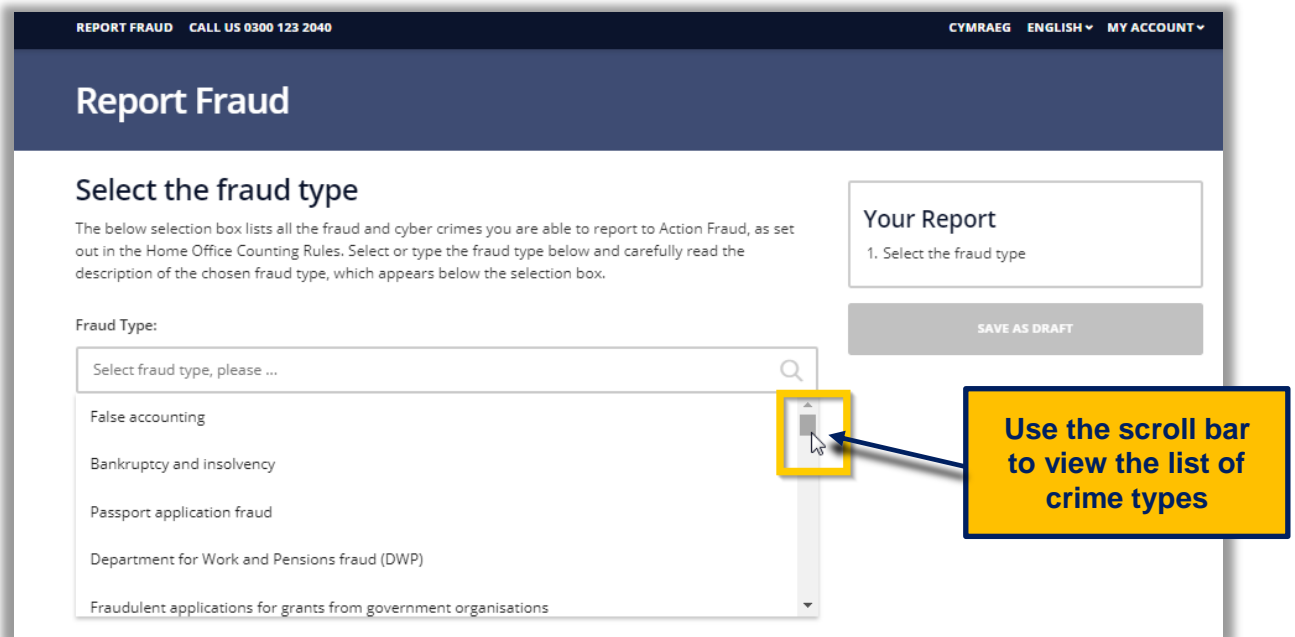 REPORT FRAUD CALL US 0300 123 2040 CYMRAEG ENGLISH MY ACCOUNT
Report Fraud
Select the fraud type
The below selection box lists all the fraud and cyber crimes you are able to report to Action Fraud, as set
out in the Home Office Counting Rules. Select or type the fraud type below and carefully read the
description of the chosen fraud type, which appears below the selection box.
Fraud Type:
Select fraud type, please ...
False accounting
Bankruptcy and insolvency
Passport application fraud
Department for Work and Pensions fraud (DWP)
Fraudulent applications for grants from government organisations
Your Report
1. Select the fraud type
SAVE AS DRAFT
Use the scroll bar
to view the list of
crime types